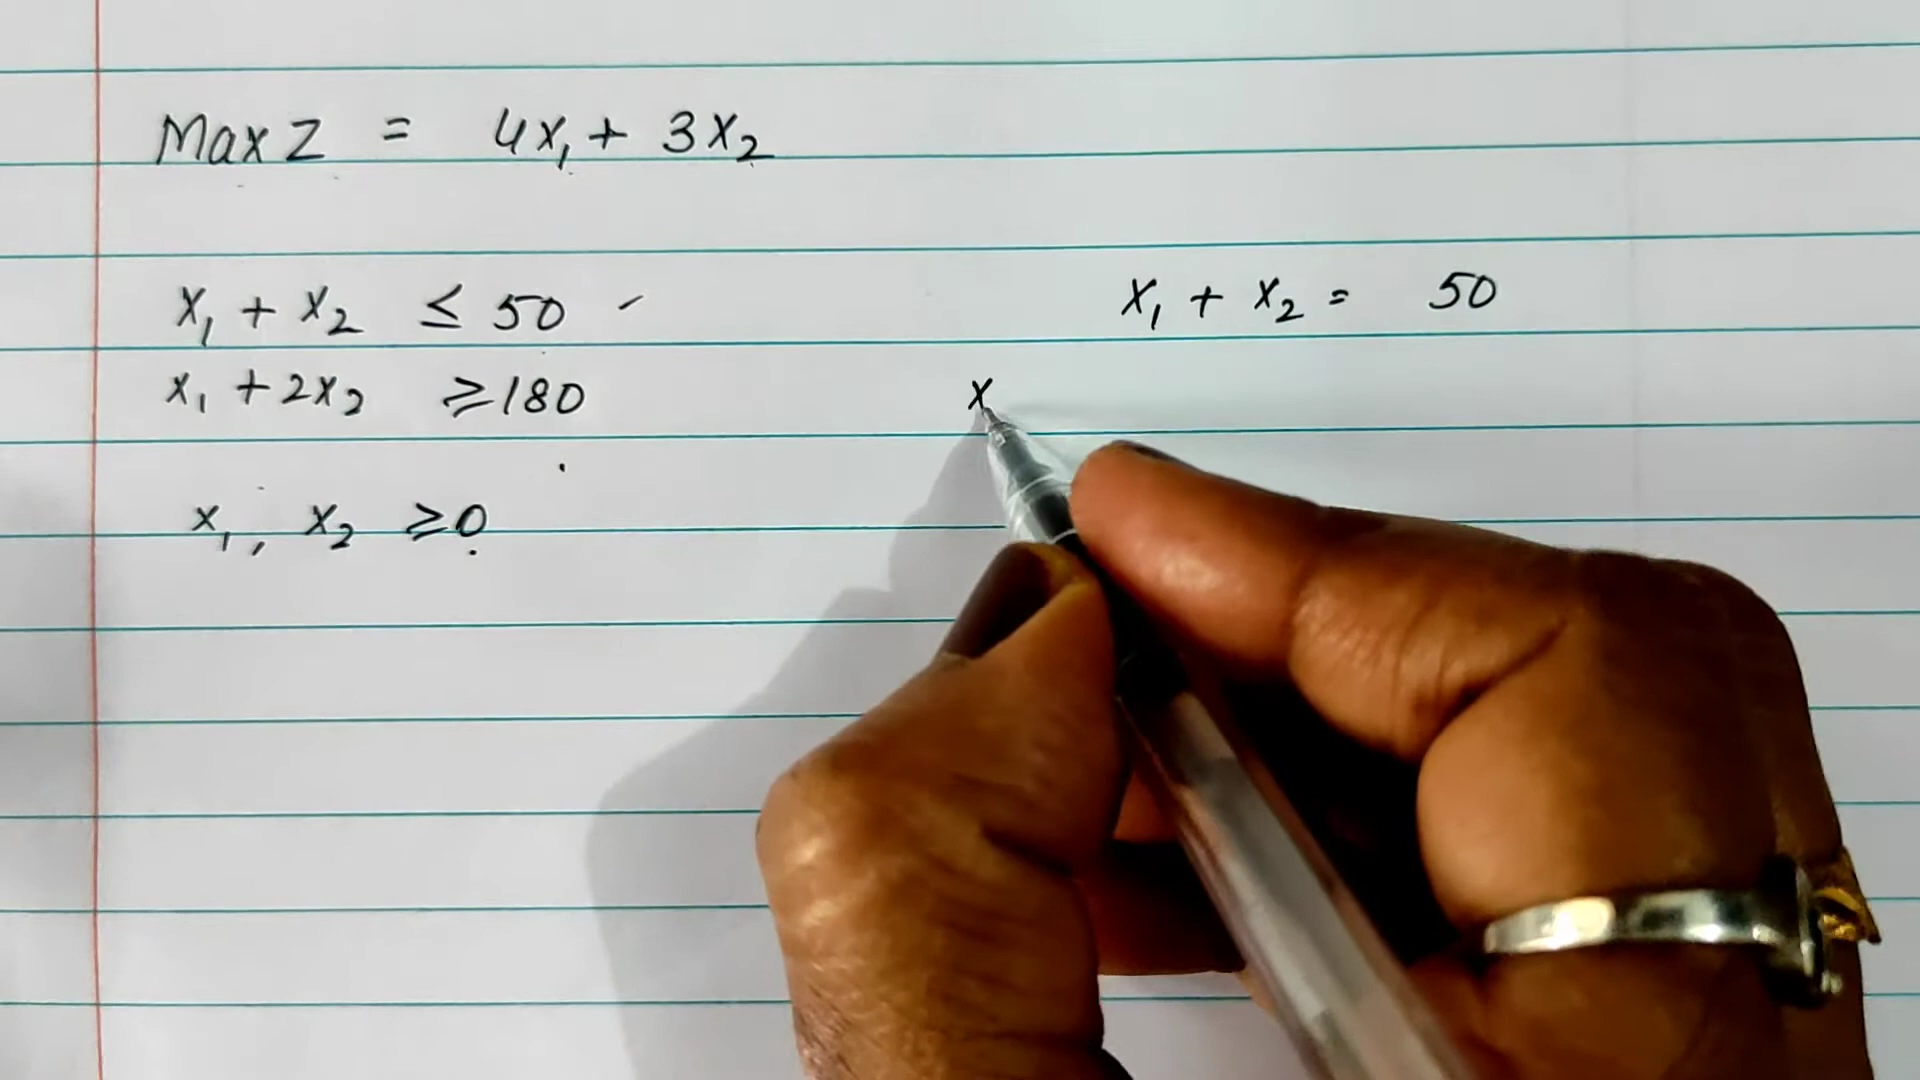 Max Z = 4x₁ + 3x₂
x₁ + x₂ ≤ 50
x₁ + x₂ = 50
x₁ + 2x₂ ≥ 180
x
x₁, x₂ ≥ 0